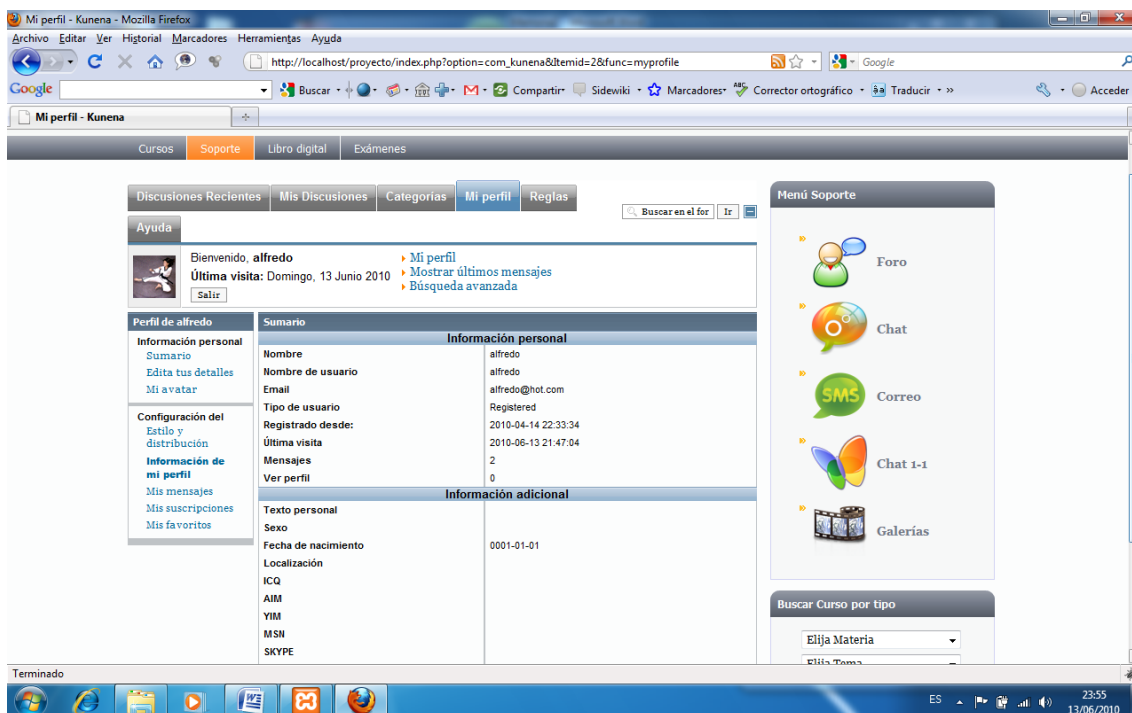 Mi perfil - Kunena - Mozilla Firefox
Archivo Editar Ver Historial Marcadores Herramientas Ayuda
http://localhost/proyecto/index.php?option=com_kunena&Itemid=2&func=myprofile Google
Google Buscar Compartir Sidewiki Marcadores Corrector ortográfico Traducir » Acceder
Mi perfil - Kunena
Cursos Soporte Libro digital Exámenes
Discusiones Recientes Mis Discusiones Categorías Mi perfil Reglas
Buscar en el for Ir
Ayuda
Bienvenido, alfredo
Última visita: Domingo, 13 Junio 2010
Salir
Mi perfil
Mostrar últimos mensajes
Búsqueda avanzada
Perfil de alfredo
Información personal
Sumario
Edita tus detalles
Mi avatar
Configuración del
Estilo y
distribución
Información de
mi perfil
Mis mensajes
Mis suscripciones
Mis favoritos
Sumario
Información personal
Nombre alfredo
Nombre de usuario alfredo
Email alfredo@hot.com
Tipo de usuario Registered
Registrado desde: 2010-04-14 22:33:34
Última visita 2010-06-13 21:47:04
Mensajes 2
Ver perfil 0
Información adicional
Texto personal
Sexo
Fecha de nacimiento 0001-01-01
Localización
ICQ
AIM
YIM
MSN
SKYPE
Menú Soporte
Foro
Chat
SMS Correo
Chat 1-1
Galerías
Buscar Curso por tipo
Elija Materia
Elija Tema
Terminado
ES 23:55
13/06/2010